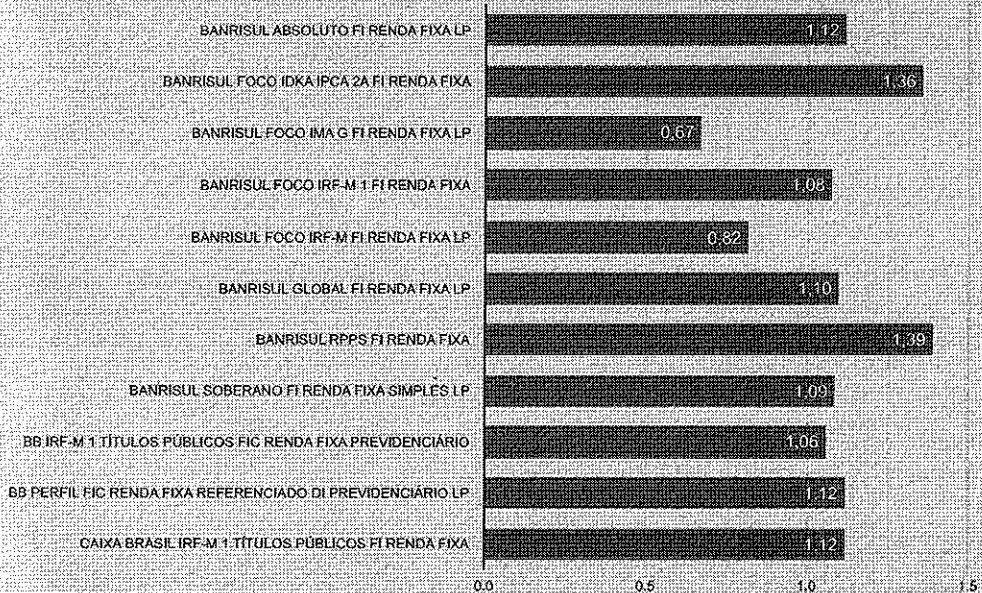 BANRISUL ABSOLUTO FI RENDA FIXA LP 1,12
BANRISUL FOCO IDKA IPCA 2A FI RENDA FIXA 1,36
BANRISUL FOCO IMA G FI RENDA FIXA LP 0,67
BANRISUL FOCO IRF-M 1 FI RENDA FIXA 1,08
BANRISUL FOCO IRF-M FI RENDA FIXA LP 0,82
BANRISUL GLOBAL FI RENDA FIXA LP 1,10
BANRISUL RPPS FI RENDA FIXA 1,39
BANRISUL SOBERANO FI RENDA FIXA SIMPLES LP 1,09
BB IRF-M 1 TÍTULOS PÚBLICOS FIC RENDA FIXA PREVIDENCIÁRIO 1,06
BB PERFIL FIC RENDA FIXA REFERENCIADO DI PREVIDENCIÁRIO LP 1,12
CAIXA BRASIL IRF-M 1 TÍTULOS PÚBLICOS FI RENDA FIXA 1,12
0.0 0.5 1.0 1.5